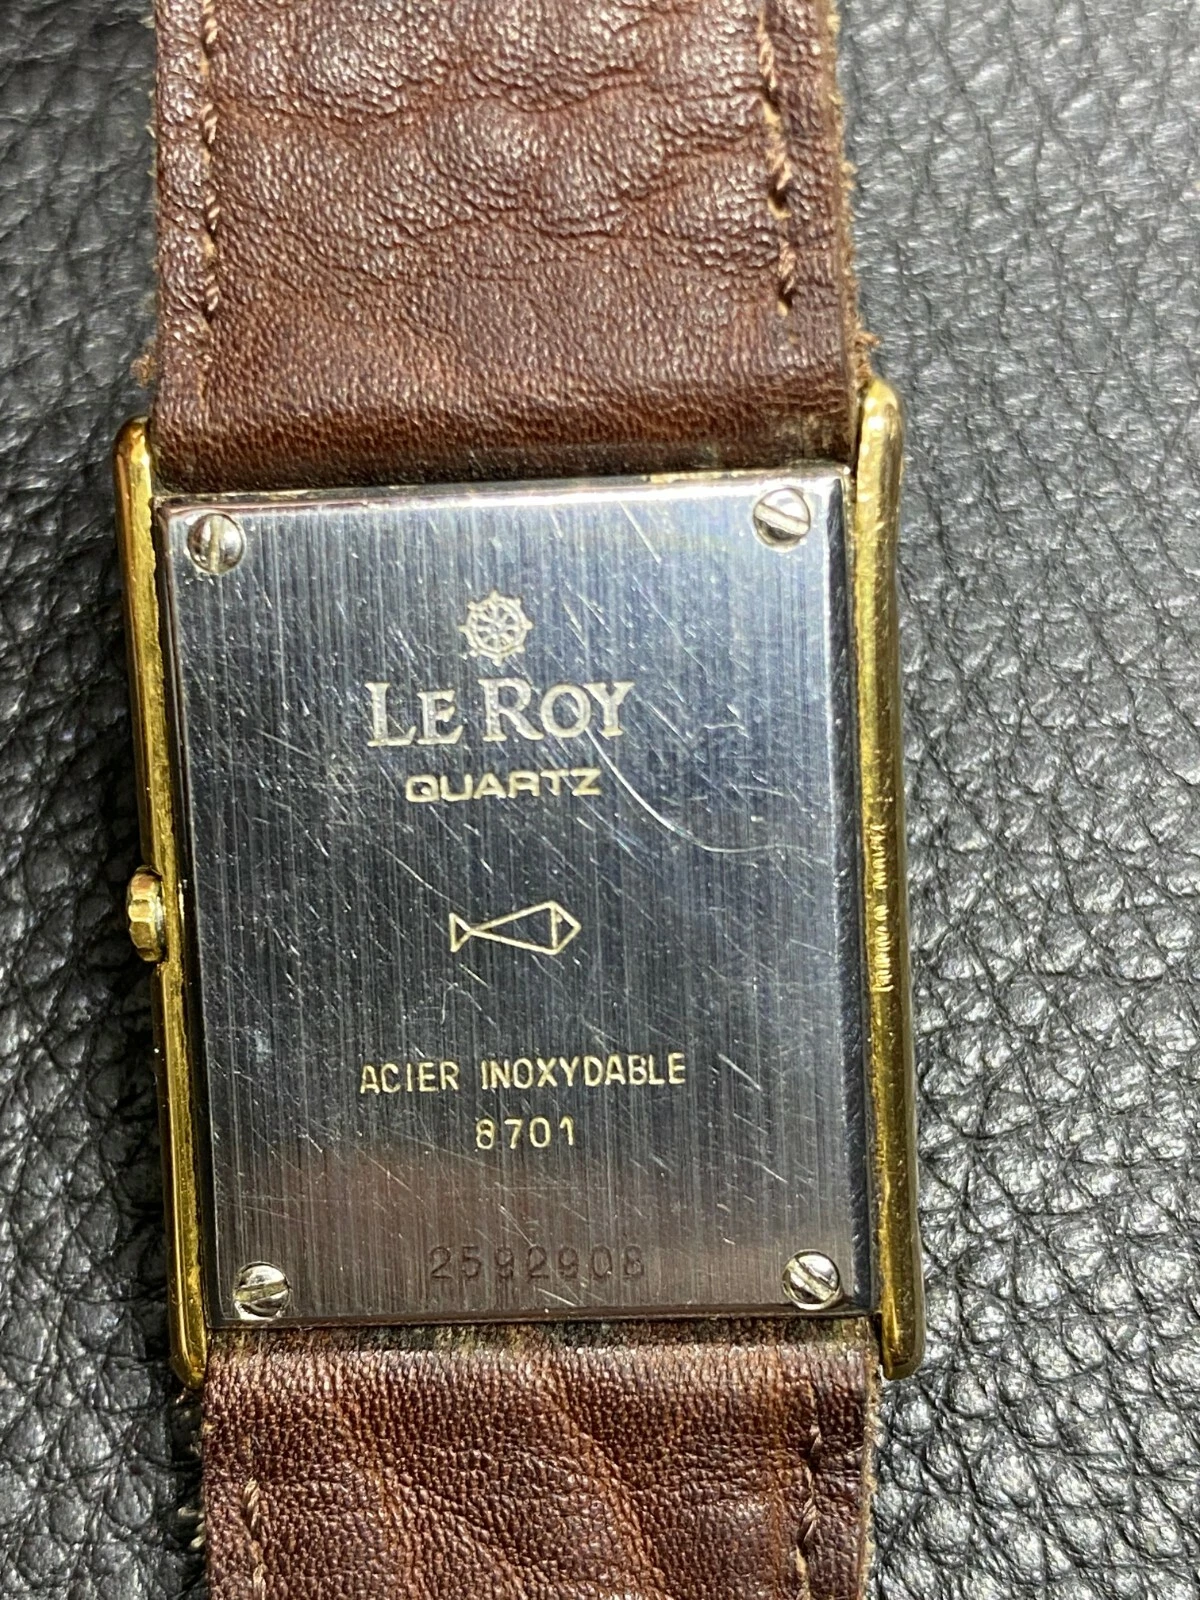 LE ROY
QUARTZ
ACIER INOXYDABLE
8701
2592908